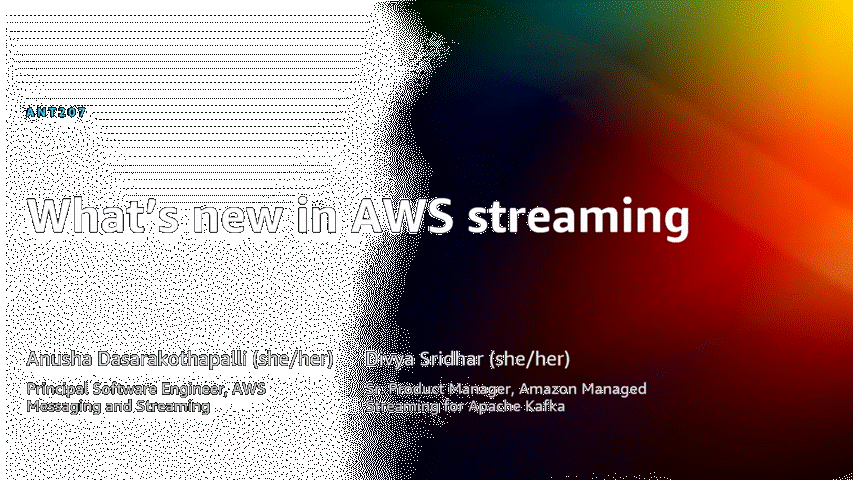 ANT207
What's new in AWS streaming
Anusha Dasarakothapalli (she/her)
Principal Software Engineer, AWS
Messaging and Streaming
Divya Sridhar (she/her)
Sr. Product Manager, Amazon Managed
Streaming for Apache Kafka